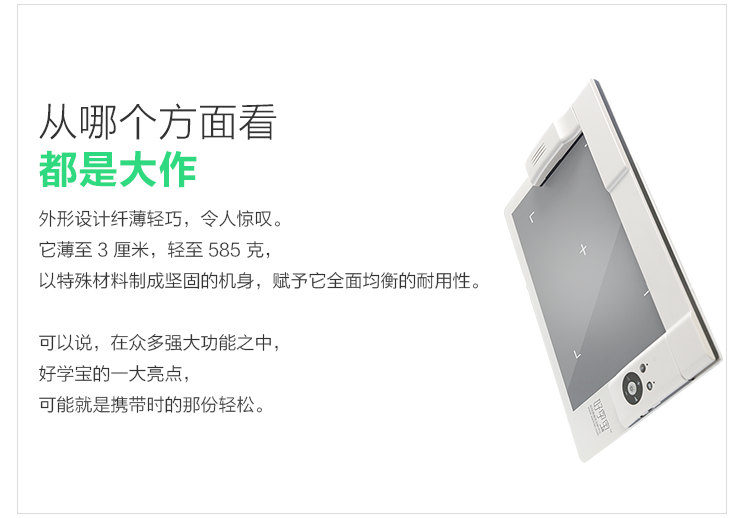 从哪个方面看
都是大作
外形设计纤薄轻巧，令人惊叹。
它薄至 3 厘米，轻至 585 克，
以特殊材料制成坚固的机身，赋予它全面均衡的耐用性。
可以说，在众多强大功能之中，
好学宝的一大亮点，
可能就是携带时的那份轻松。
好学宝